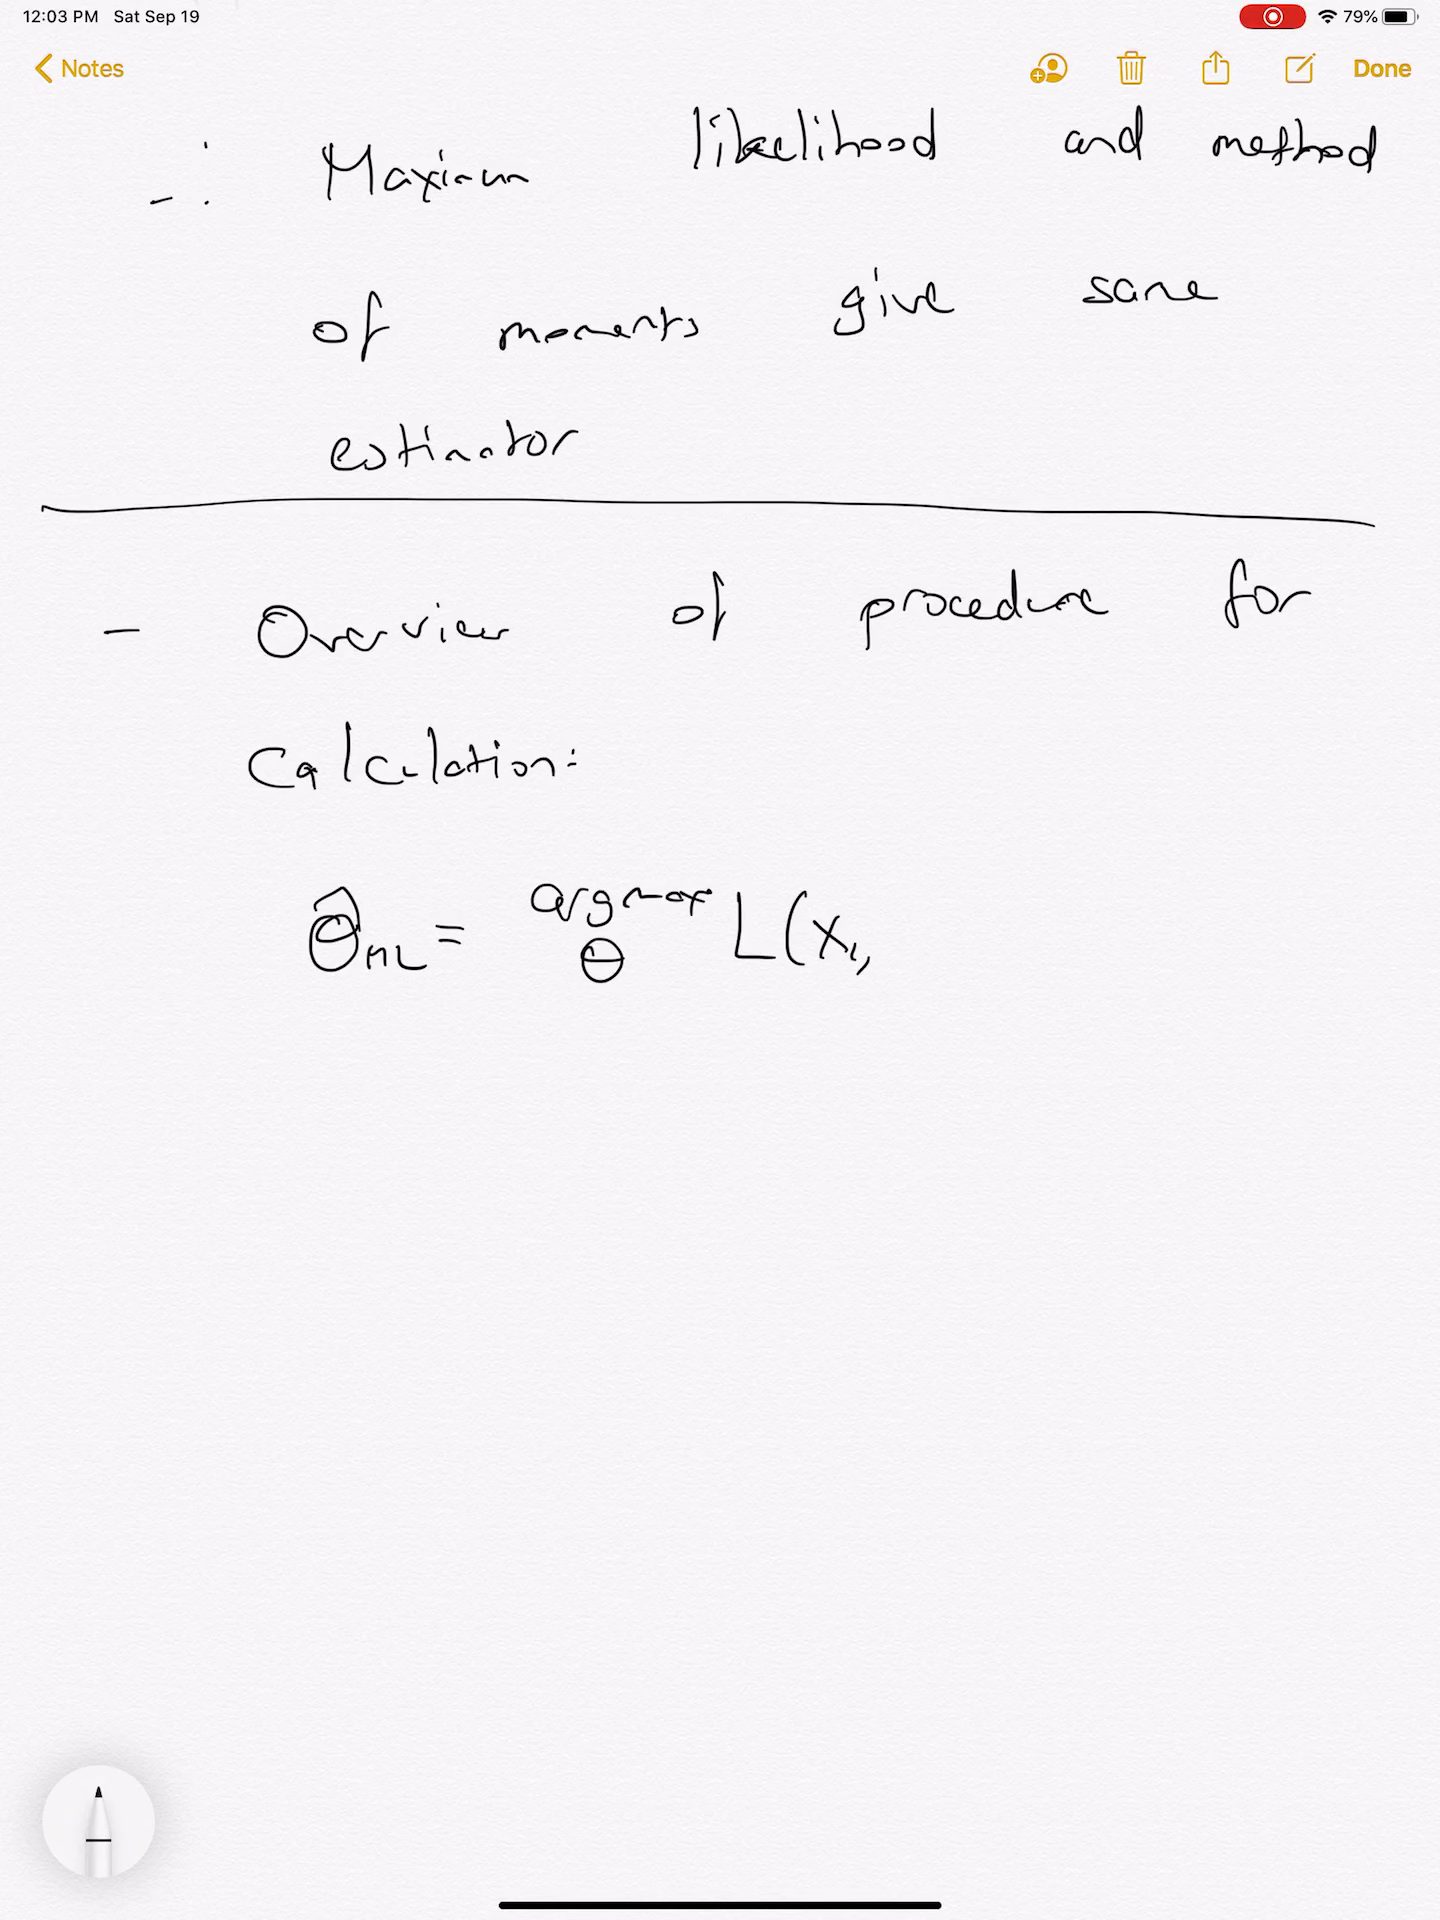 12:03 PM Sat Sep 19 79%
Notes Done
∴ Maximum likelihood and method
of moments give same
estimator
- Overview of procedure for
Calculation:
θ̂ML = argmax L(x1,
θ